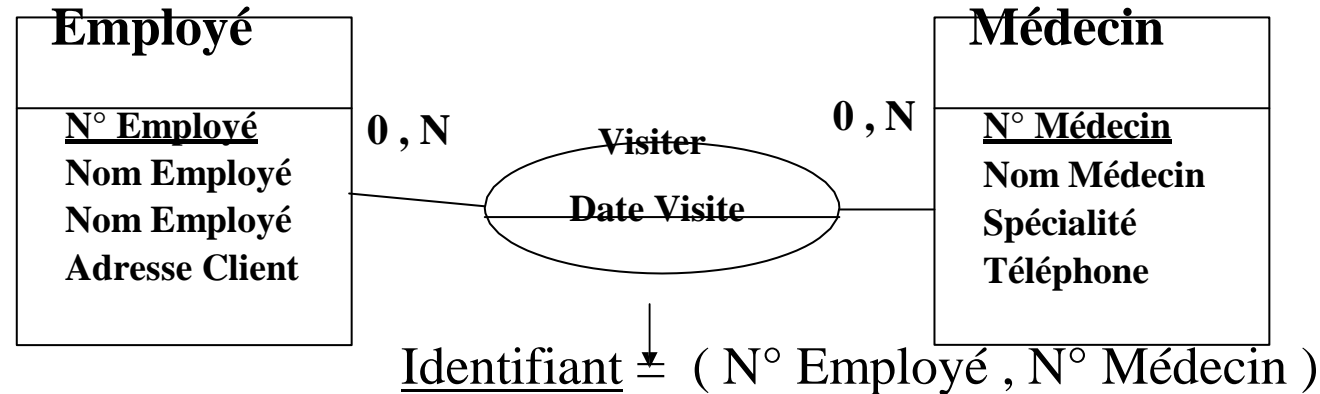 Employé
N° Employé
Nom Employé
Nom Employé
Adresse Client
0 , N
Visiter
Date Visite
0 , N
Médecin
N° Médecin
Nom Médecin
Spécialité
Téléphone
Identifiant = ( N° Employé , N° Médecin )